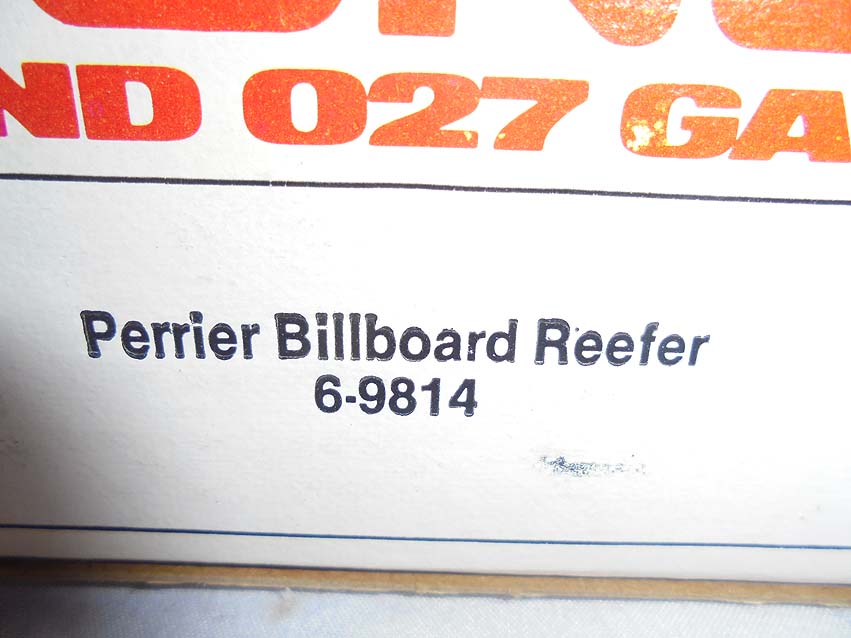 ND 027 GA
Perrier Billboard Reefer
6-9814